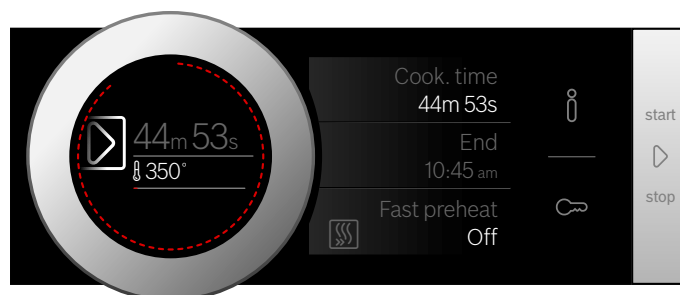 44m 53s
350°
Cook. time
44m 53s
End
10:45 am
Fast preheat
Off
start
stop